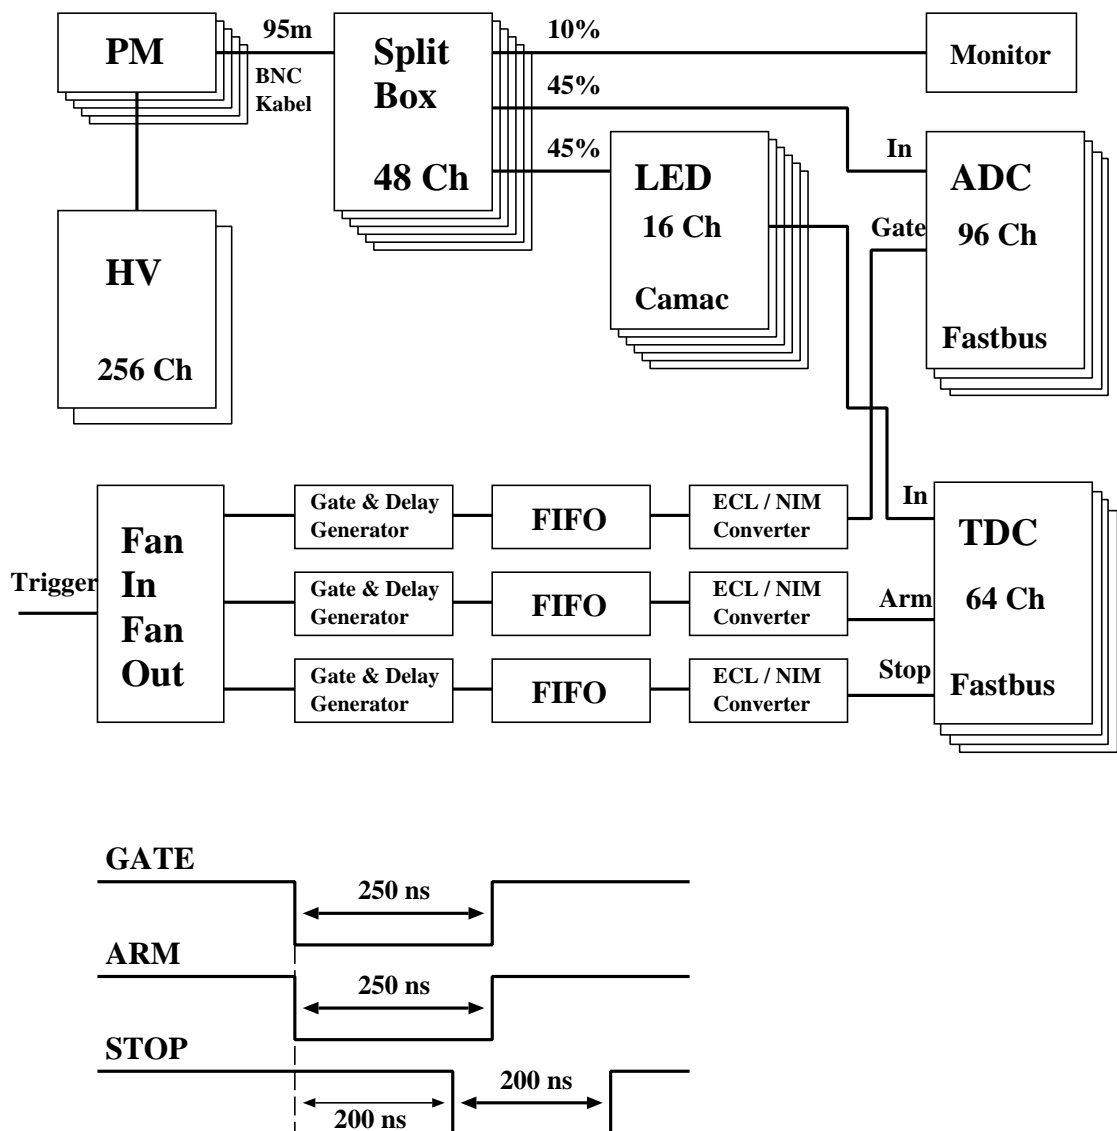 PM
95m
BNC
Kabel
Split
Box
48 Ch
10%
45%
45%
Monitor
LED
16 Ch
Camac
In
Gate
ADC
96 Ch
Fastbus
HV
256 Ch
Trigger
Fan
In
Fan
Out
Gate & Delay
Generator
FIFO
ECL / NIM
Converter
Gate & Delay
Generator
FIFO
ECL / NIM
Converter
Gate & Delay
Generator
FIFO
ECL / NIM
Converter
In
Arm
Stop
TDC
64 Ch
Fastbus
GATE
250 ns
ARM
250 ns
STOP
200 ns
200 ns